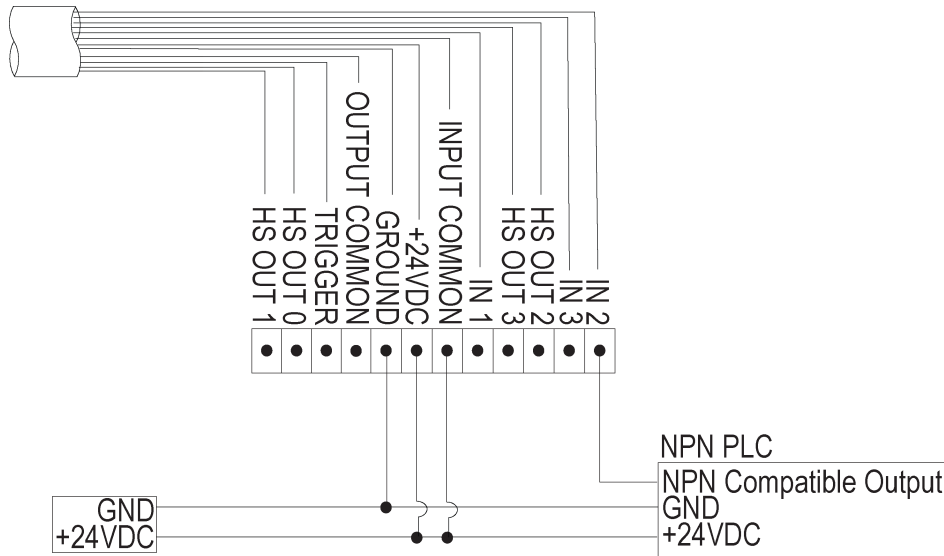 HS OUT 1
HS OUT 0
TRIGGER
OUTPUT COMMON
GROUND
+24VDC
INPUT COMMON
IN 1
HS OUT 3
HS OUT 2
IN 3
IN 2
NPN PLC
NPN Compatible Output
GND
+24VDC
GND
+24VDC